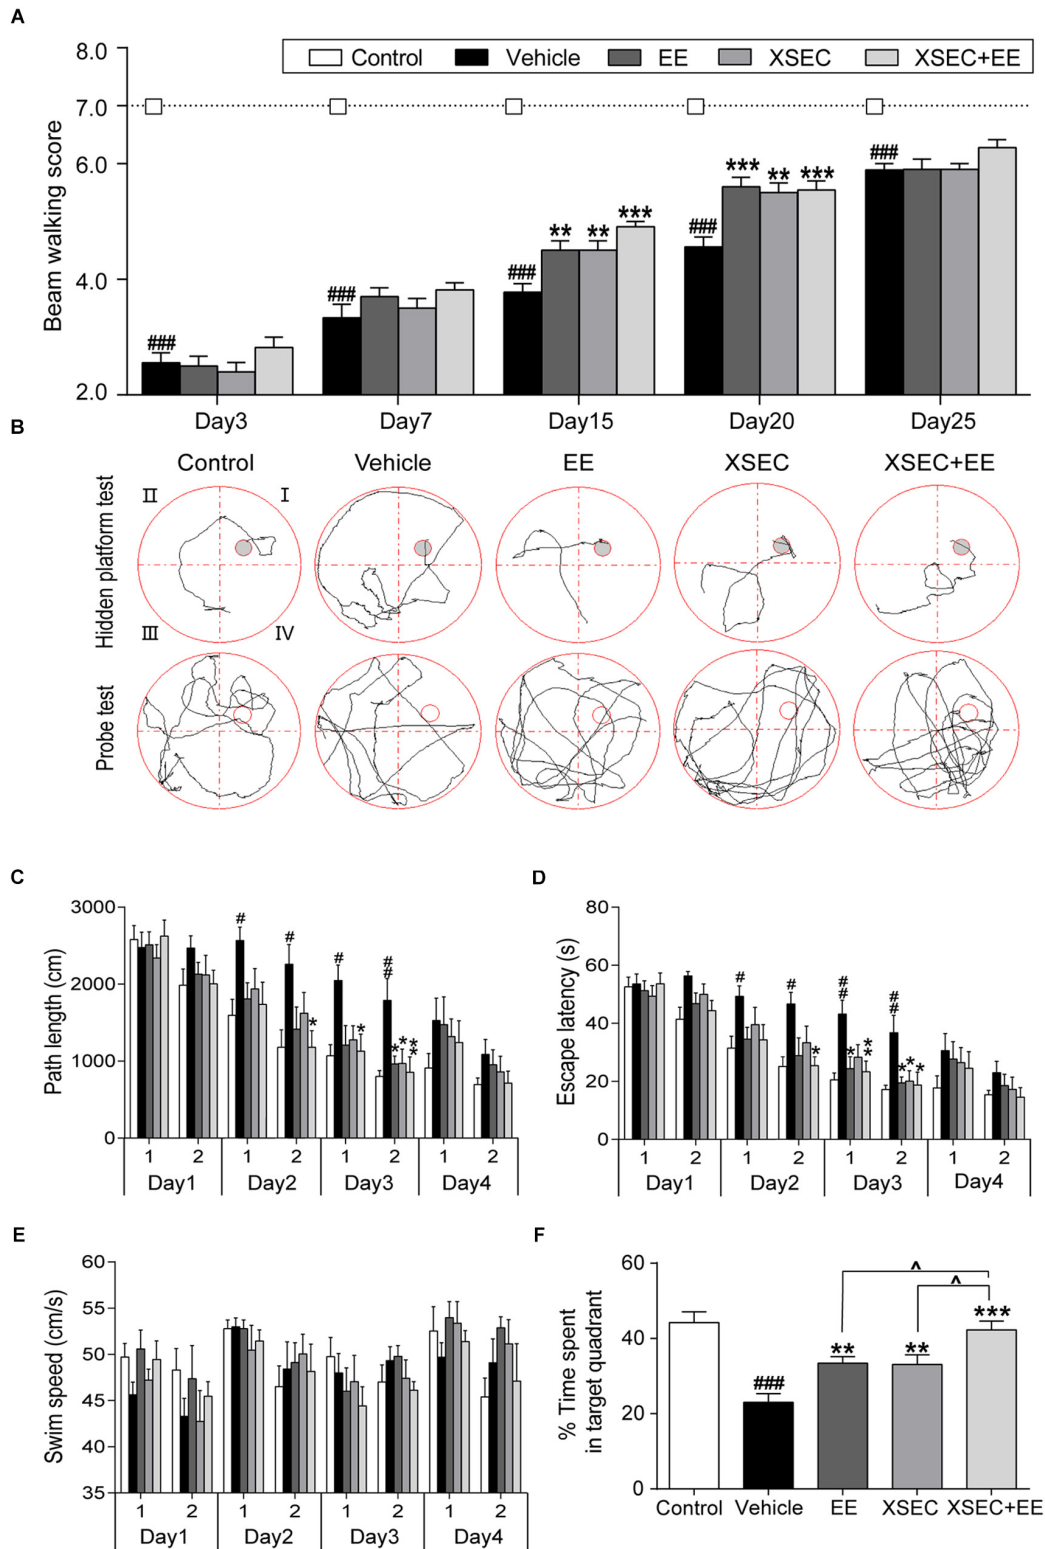 A
Control Vehicle EE XSEC XSEC+EE
Beam walking score
8.0
7.0
6.0
4.0
2.0
### ### ### ** ** *** ### *** ** *** ###
Day3 Day7 Day15 Day20 Day25
B
Control Vehicle EE XSEC XSEC+EE
Hidden platform test
II I
III IV
Probe test
C
Path length (cm)
3000
2000
1000
0
# # * # * ## * * **
1 2 1 2 1 2 1 2
Day1 Day2 Day3 Day4
D
Escape latency (s)
80
60
40
20
0
# # * ## * ** ## * * *
1 2 1 2 1 2 1 2
Day1 Day2 Day3 Day4
E
Swim speed (cm/s)
60
55
50
45
40
35
1 2 1 2 1 2 1 2
Day1 Day2 Day3 Day4
F
% Time spent
in target quadrant
60
40
20
0
^
^
### ** ** ***
Control Vehicle EE XSEC XSEC+EE